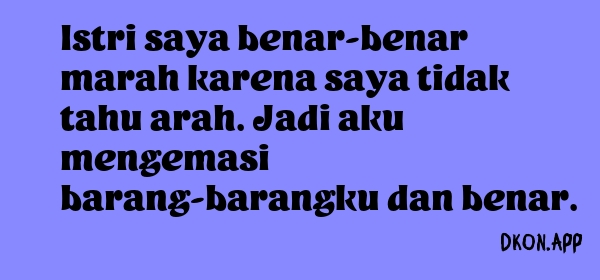 Istri saya benar-benar
marah karena saya tidak
tahu arah. Jadi aku
mengemasi
barang-barangku dan benar.
DKON.APP